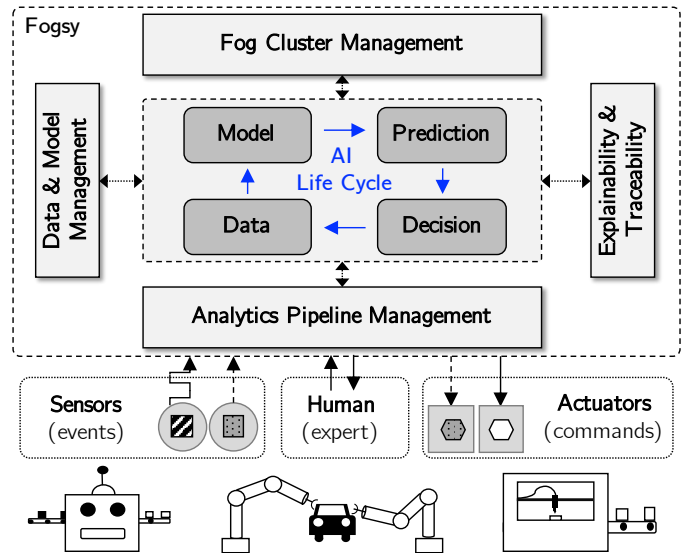 Fogsy
Fog Cluster Management
Data & Model
Management
Model
Prediction
AI
Life Cycle
Data
Decision
Explainability &
Traceability
Analytics Pipeline Management
Sensors
(events)
Human
(expert)
Actuators
(commands)